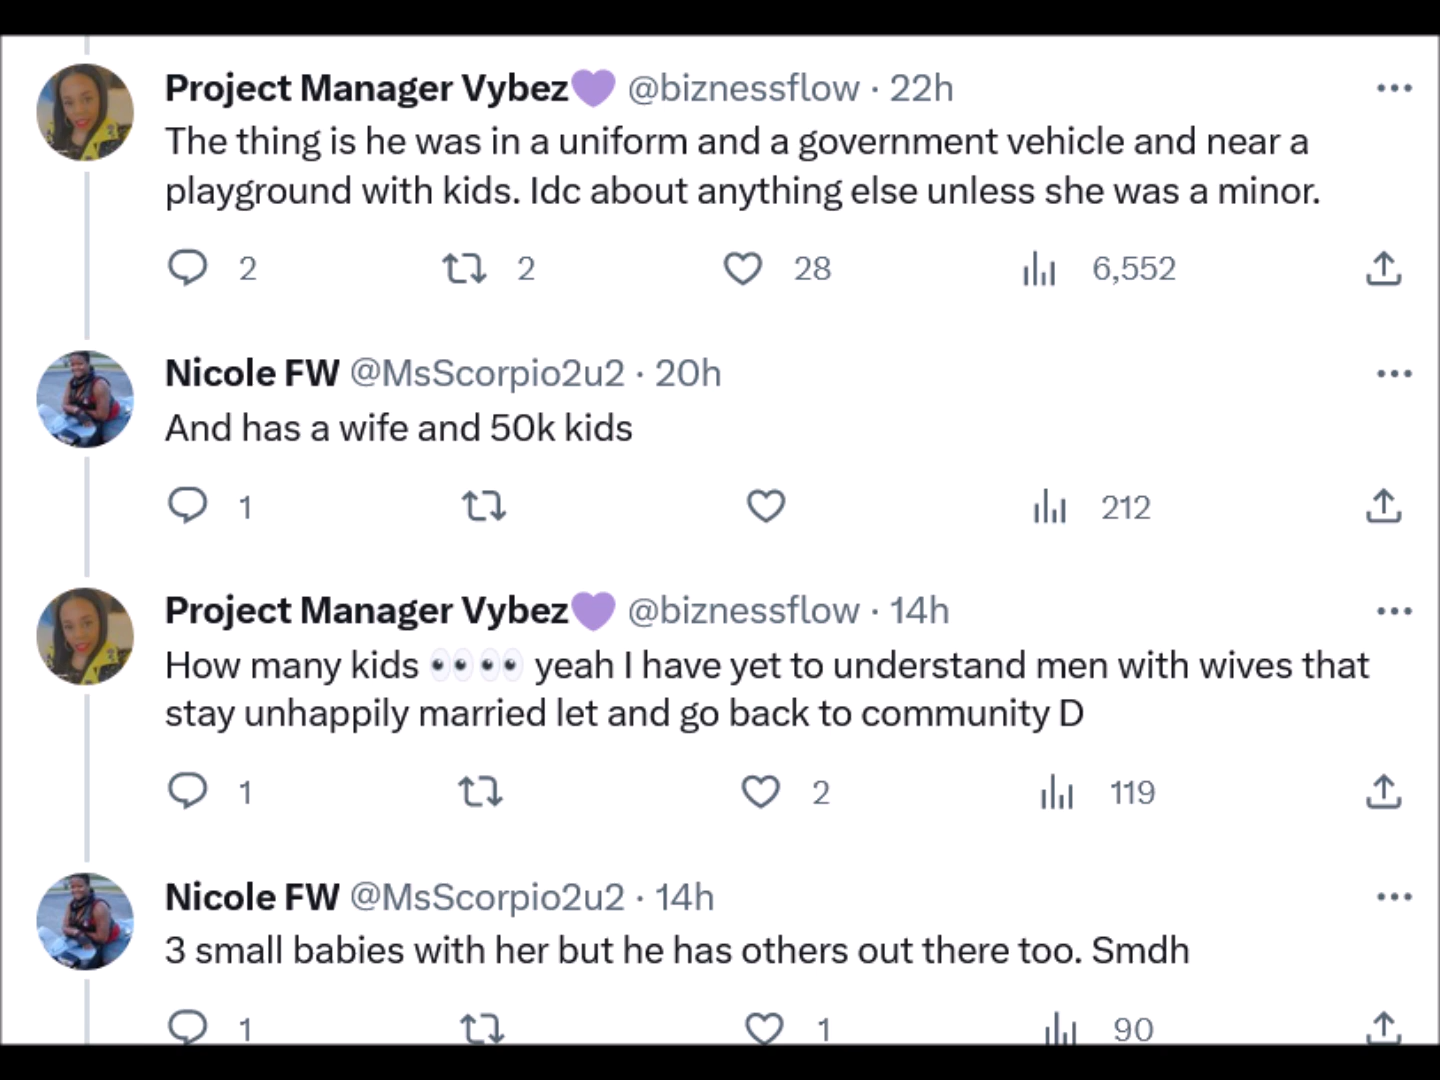 Project Manager Vybez💜 @biznessflow · 22h
The thing is he was in a uniform and a government vehicle and near a
playground with kids. Idc about anything else unless she was a minor.
2 2 28 6,552
Nicole FW @MsScorpio2u2 · 20h
And has a wife and 50k kids
1 212
Project Manager Vybez💜 @biznessflow · 14h
How many kids 👀👀 yeah I have yet to understand men with wives that
stay unhappily married let and go back to community D
1 2 119
Nicole FW @MsScorpio2u2 · 14h
3 small babies with her but he has others out there too. Smdh
1 1 90